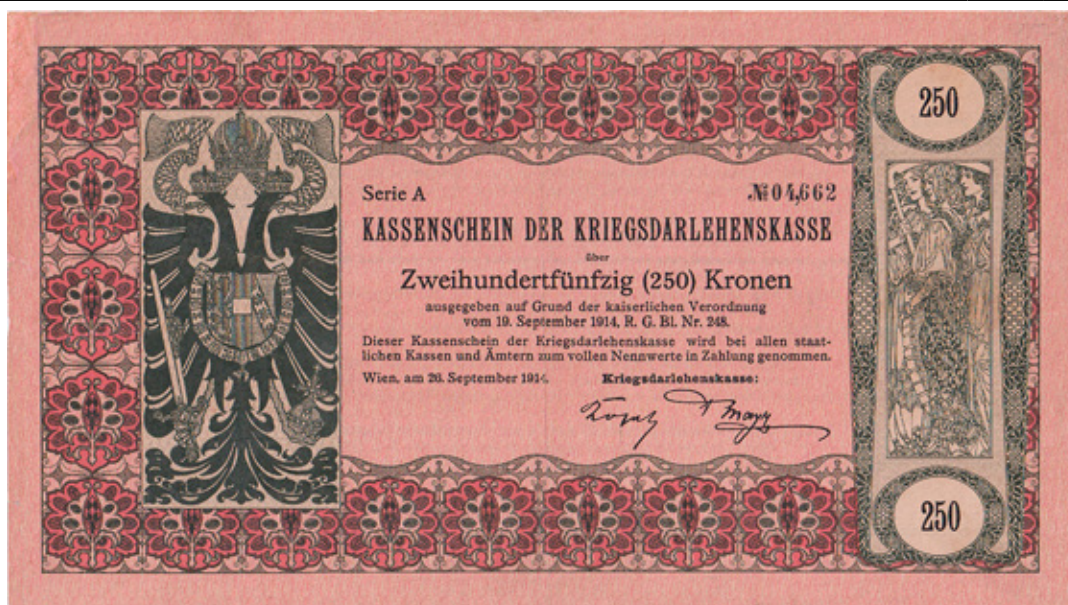 250
Serie A № 04,662
KASSENSCHEIN DER KRIEGSDARLEHENSKASSE
über
Zweihundertfünfzig (250) Kronen
ausgegeben auf Grund der kaiserlichen Verordnung
vom 19. September 1914, R. G. Bl. Nr. 248.
Dieser Kassenschein der Kriegsdarlehenskasse wird bei allen staat-
lichen Kassen und Ämtern zum vollen Nennwerte in Zahlung genommen.
Wien, am 26. September 1914. Kriegsdarlehenskasse:
250